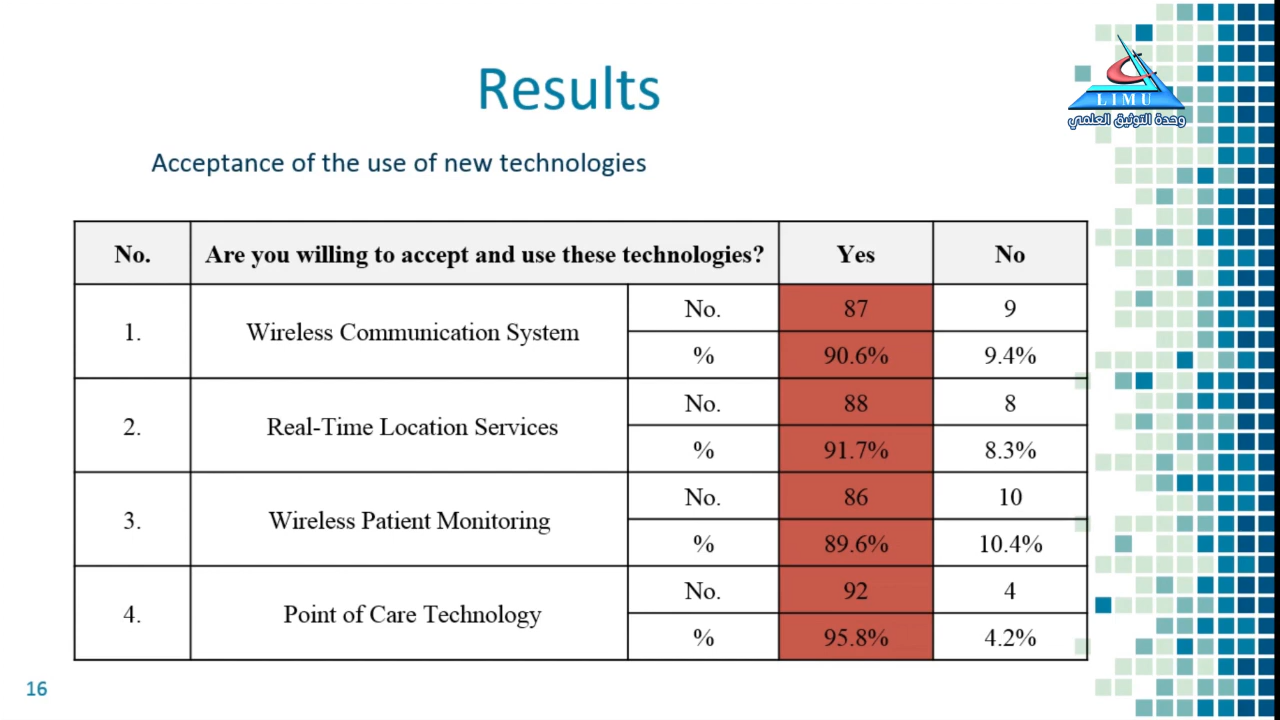 Results
LIMU
وحدة التوثيق العلمي
Acceptance of the use of new technologies
No. Are you willing to accept and use these technologies? Yes No
1. Wireless Communication System No. 87 9
% 90.6% 9.4%
2. Real-Time Location Services No. 88 8
% 91.7% 8.3%
3. Wireless Patient Monitoring No. 86 10
% 89.6% 10.4%
4. Point of Care Technology No. 92 4
% 95.8% 4.2%
16